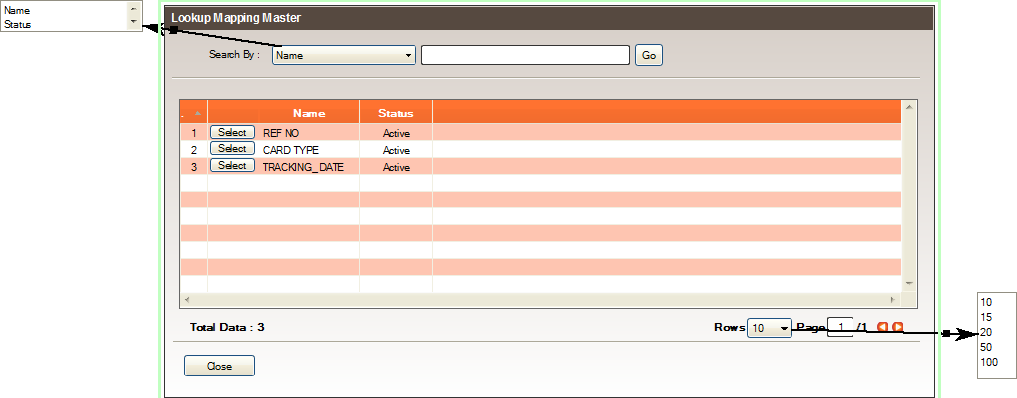 Name
Status
Lookup Mapping Master
Search By : Name Go
. Name Status
1 Select REF NO Active
2 Select CARD TYPE Active
3 Select TRACKING_DATE Active
Total Data : 3 Rows 10 Page 1 /1
Close
10
15
20
50
100